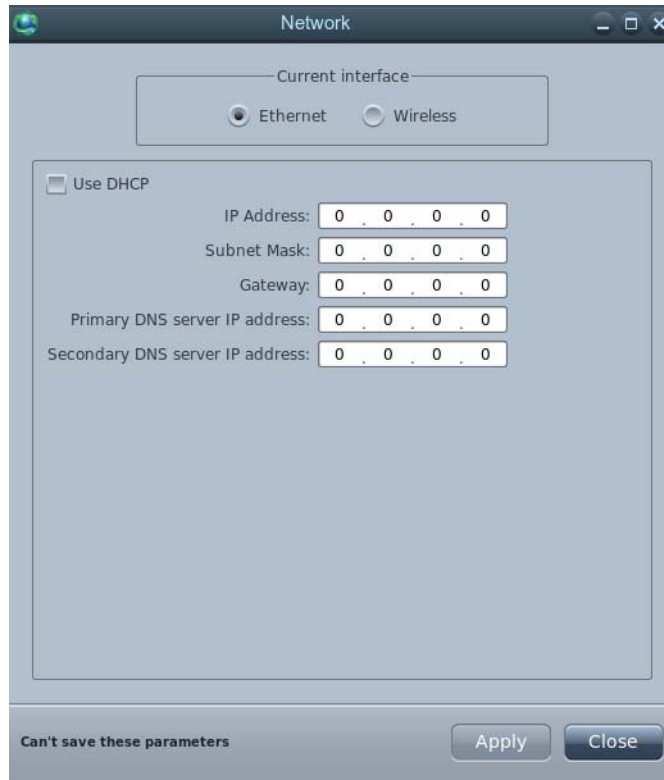 Network
Current interface
Ethernet Wireless
Use DHCP
IP Address: 0 . 0 . 0 . 0
Subnet Mask: 0 . 0 . 0 . 0
Gateway: 0 . 0 . 0 . 0
Primary DNS server IP address: 0 . 0 . 0 . 0
Secondary DNS server IP address: 0 . 0 . 0 . 0
Can't save these parameters Apply Close